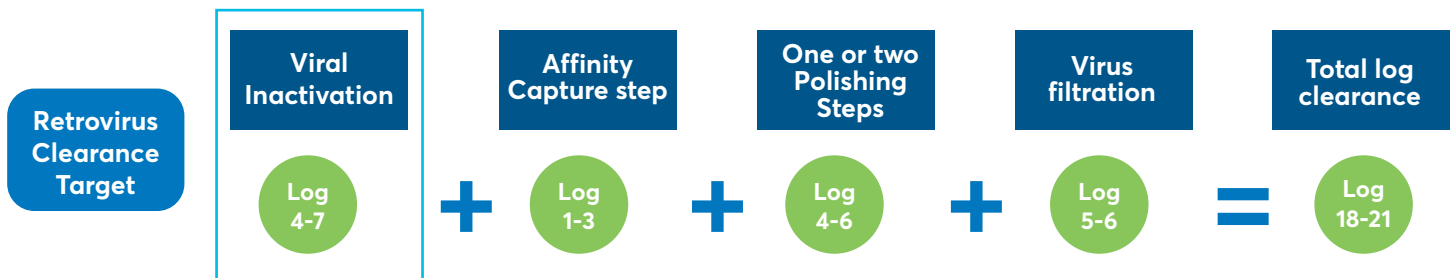 Retrovirus
Clearance
Target
Viral
Inactivation
Log
4-7
+
Affinity
Capture step
Log
1-3
+
One or two
Polishing
Steps
Log
4-6
+
Virus
filtration
Log
5-6
=
Total log
clearance
Log
18-21